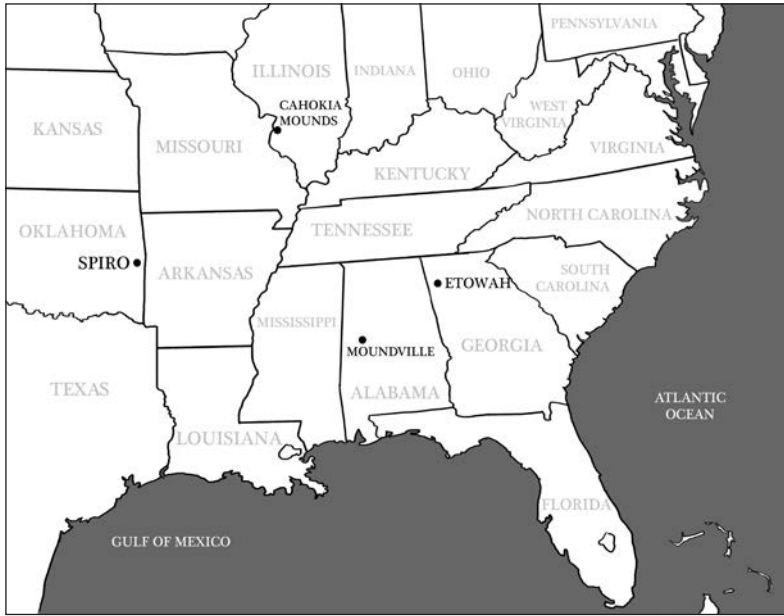 PENNSYLVANIA
ILLINOIS
INDIANA
OHIO
CAHOKIA
MOUNDS
WEST
VIRGINIA
KANSAS
MISSOURI
VIRGINIA
KENTUCKY
OKLAHOMA
TENNESSEE
NORTH CAROLINA
SPIRO
ARKANSAS
ETOWAH
SOUTH
CAROLINA
MISSISSIPPI
MOUNDVILLE
GEORGIA
TEXAS
ALABAMA
ATLANTIC
OCEAN
LOUISIANA
FLORIDA
GULF OF MEXICO